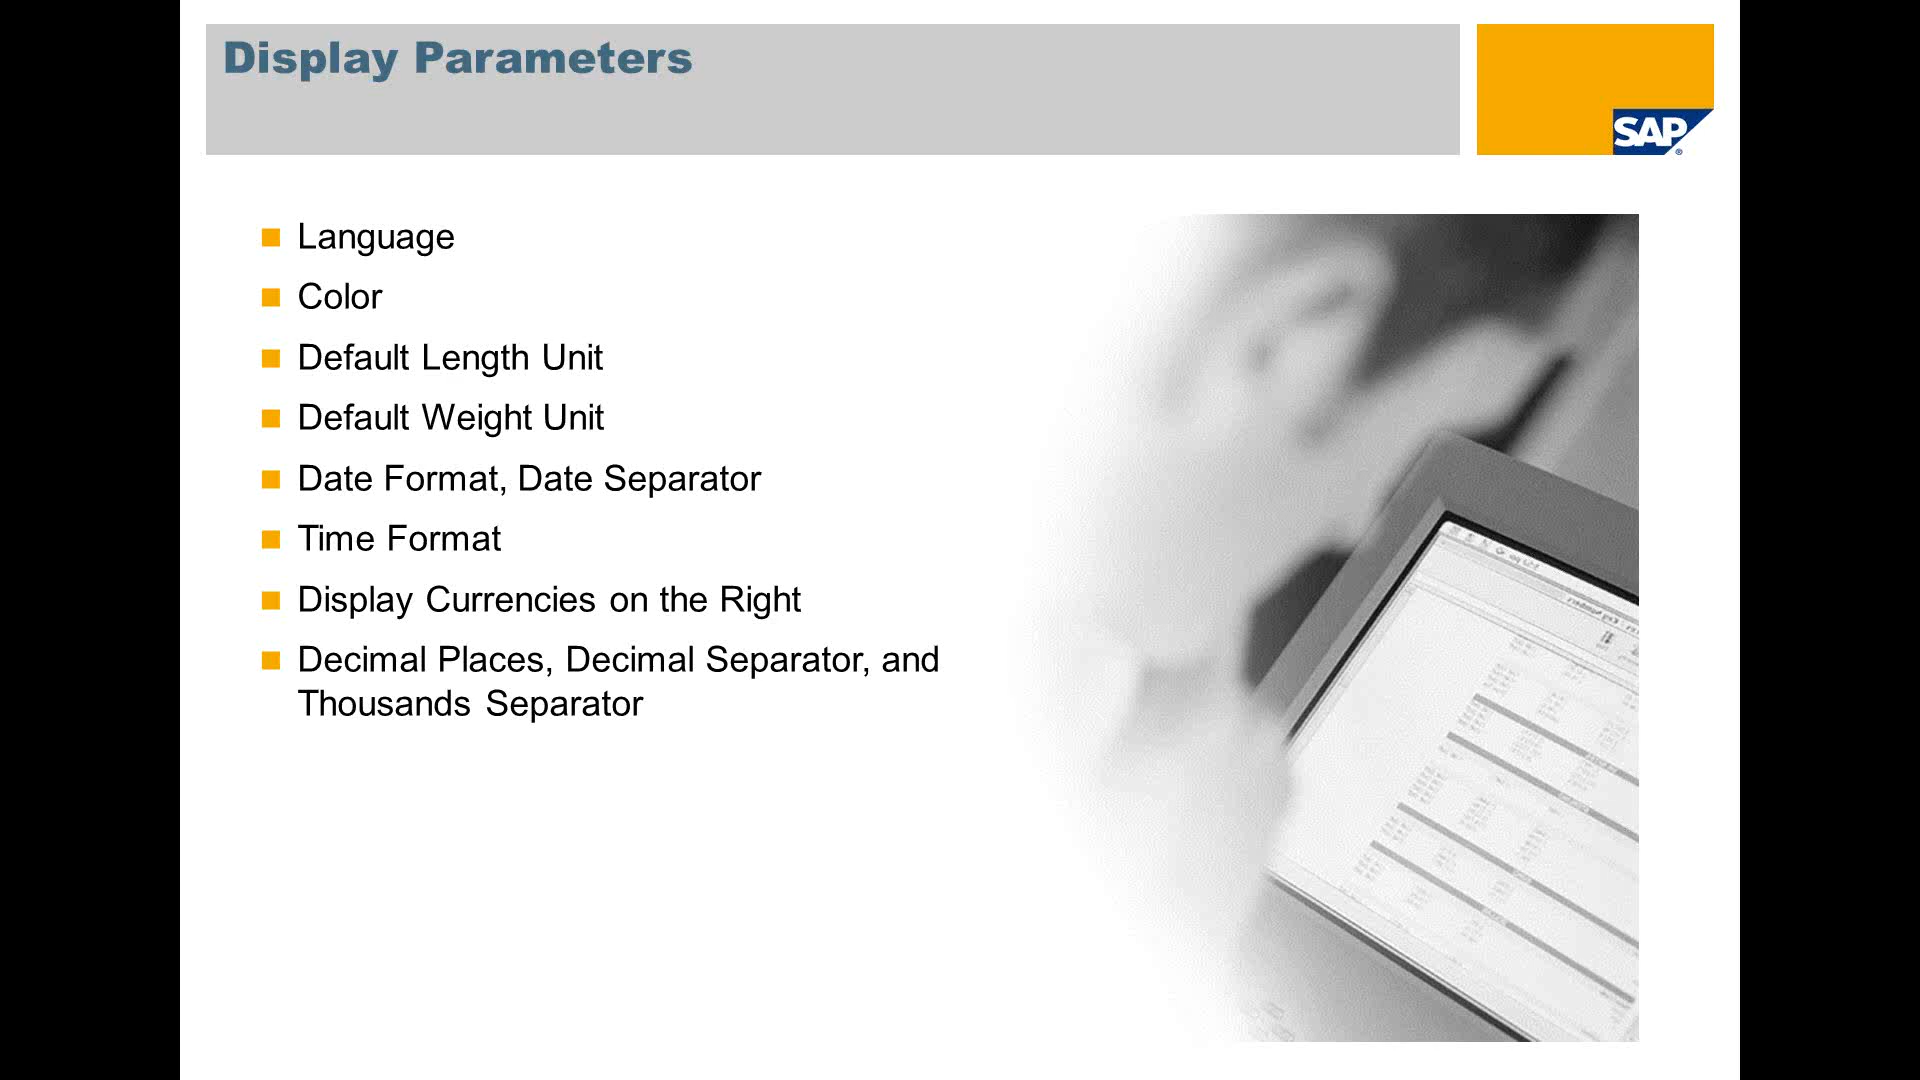 Display Parameters
SAP
®
Language
Color
Default Length Unit
Default Weight Unit
Date Format, Date Separator
Time Format
Display Currencies on the Right
Decimal Places, Decimal Separator, and
Thousands Separator